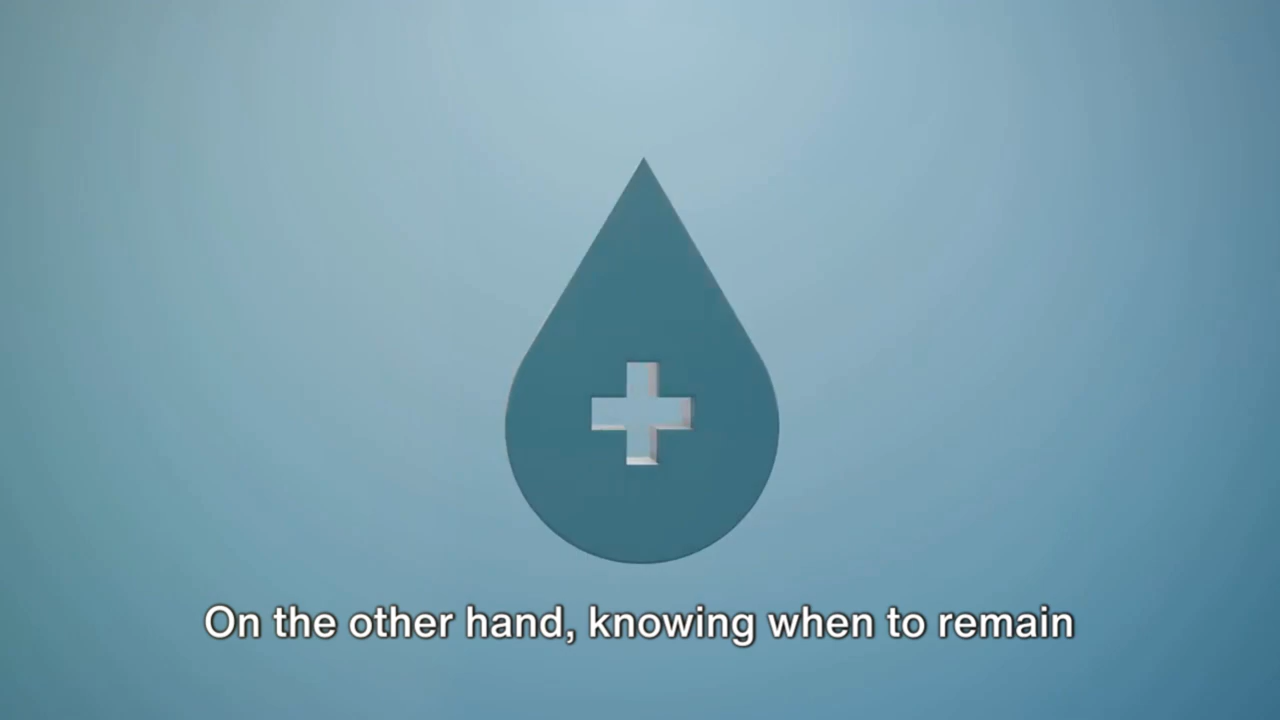 On the other hand, knowing when to remain